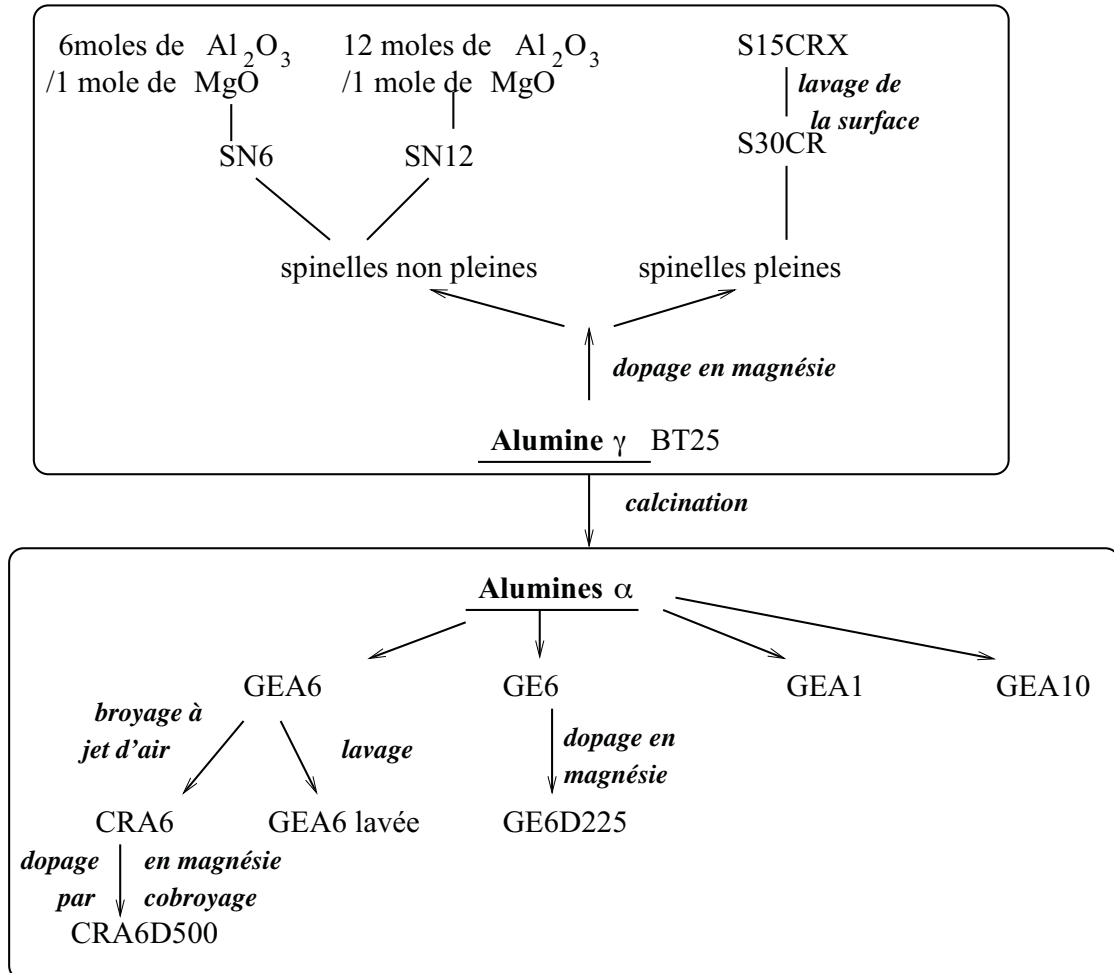 6moles de Al2O3 12 moles de Al2O3 S15CRX
/1 mole de MgO /1 mole de MgO lavage de
la surface
SN6 SN12 S30CR
spinelles non pleines spinelles pleines
dopage en magnésie
Alumine γ BT25
calcination
Alumines α
GEA6 GE6 GEA1 GEA10
broyage à
jet d'air lavage dopage en
magnésie
CRA6 GEA6 lavée GE6D225
dopage en magnésie
par cobroyage
CRA6D500